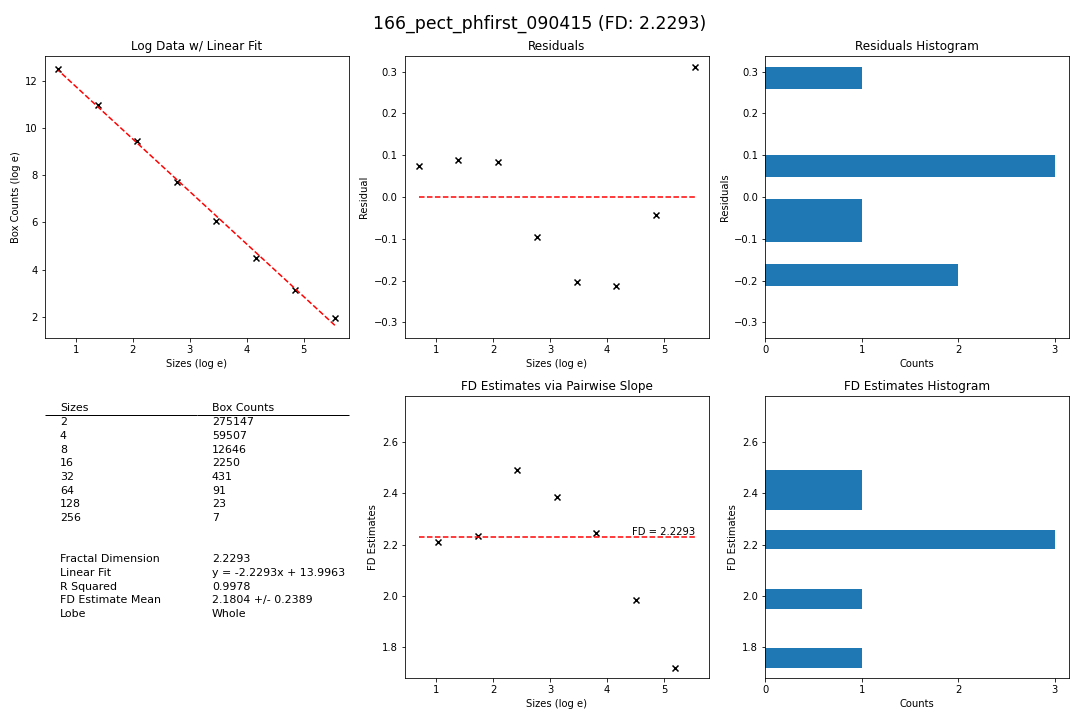 166_pect_phfirst_090415 (FD: 2.2293)
Log Data w/ Linear Fit
Box Counts (log e)
12
10
8
6
4
2
1 2 3 4 5
Sizes (log e)
Residuals
Residual
0.3
0.2
0.1
0.0
−0.1
−0.2
−0.3
1 2 3 4 5
Sizes (log e)
Residuals Histogram
Residuals
0.3
0.2
0.1
0.0
−0.1
−0.2
−0.3
0 1 2 3
Counts
Sizes Box Counts
2 275147
4 59507
8 12646
16 2250
32 431
64 91
128 23
256 7
Fractal Dimension 2.2293
Linear Fit y = -2.2293x + 13.9963
R Squared 0.9978
FD Estimate Mean 2.1804 +/- 0.2389
Lobe Whole
FD Estimates via Pairwise Slope
FD Estimates
2.6
2.4
2.2
2.0
1.8
FD = 2.2293
1 2 3 4 5
Sizes (log e)
FD Estimates Histogram
FD Estimates
2.6
2.4
2.2
2.0
1.8
0 1 2 3
Counts